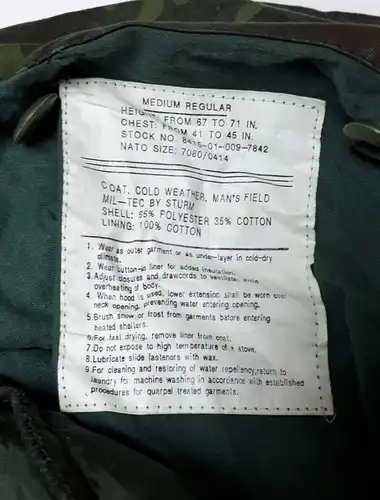 MEDIUM REGULAR
HEIGHT: FROM 67 TO 71 IN.
CHEST: FROM 41 TO 45 IN.
STOCK NO. 8415-01-009-7842
NATO SIZE: 7080/0414
COAT, COLD WEATHER, MAN'S FIELD
MIL-TEC BY STURM
SHELL: 65% POLYESTER 35% COTTON
LINING: 100% COTTON
1. Wear as outer garment or as under-layer in cold-dry
climate.
2. Wear button-in liner for added insulation.
3.Adjust closures and drawcords to ventilate; avoid
overheating of body.
4. When hood is used, lower extension shall be worn over
neck opening, preventing water entering opening.
5.Brush snow or frost from garments before entering
heated shelters.
6.For fast drying, remove liner from coat.
7.Do not expose to high temperature of a stove.
8.Lubricate slide fasteners with wax.
9.For cleaning and restoring of water repellency,return to
laundry for machine washing in accordance with established
procedures for quarpel treated garments.